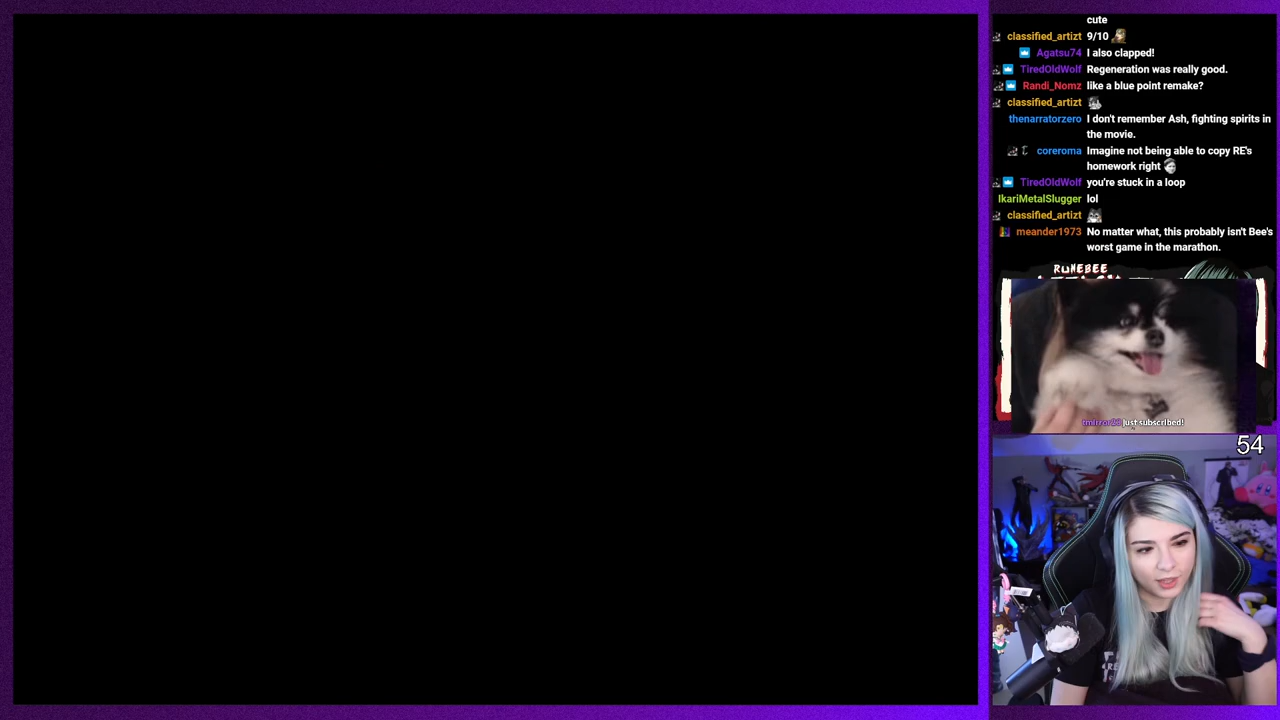 cute
classified_artizt 9/10
Agatsu74 I also clapped!
TiredOldWolf Regeneration was really good.
Randi_Nomz like a blue point remake?
classified_artizt
thenarratorzero I don't remember Ash, fighting spirits in
the movie.
coreroma Imagine not being able to copy RE's
homework right
TiredOldWolf you're stuck in a loop
IkariMetalSlugger lol
classified_artizt
meander1973 No matter what, this probably isn't Bee's
worst game in the marathon.
RUNEBEE
just subscribed!
54